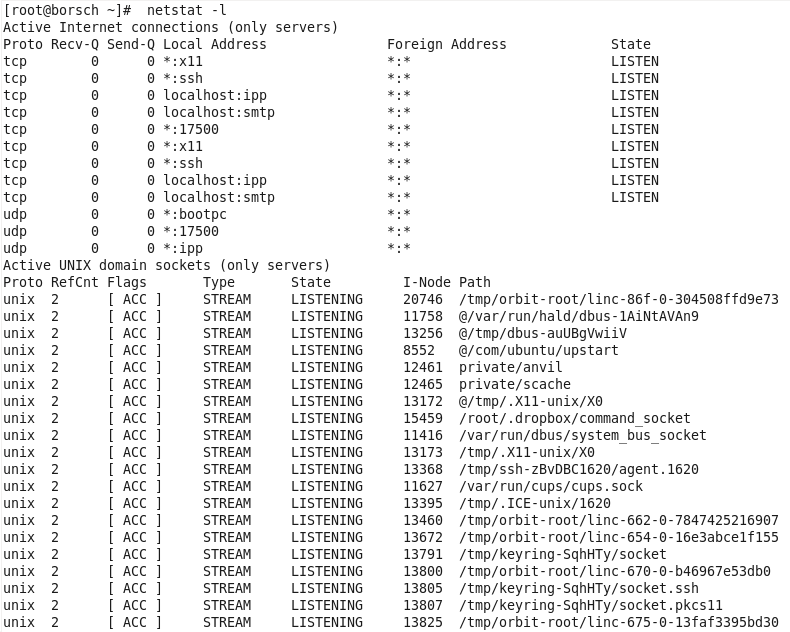 [root@borsch ~]#  netstat -l
Active Internet connections (only servers)
Proto Recv-Q Send-Q Local Address               Foreign Address             State
tcp        0      0 *:x11                       *:*                         LISTEN
tcp        0      0 *:ssh                       *:*                         LISTEN
tcp        0      0 localhost:ipp               *:*                         LISTEN
tcp        0      0 localhost:smtp              *:*                         LISTEN
tcp        0      0 *:17500                     *:*                         LISTEN
tcp        0      0 *:x11                       *:*                         LISTEN
tcp        0      0 *:ssh                       *:*                         LISTEN
tcp        0      0 localhost:ipp               *:*                         LISTEN
tcp        0      0 localhost:smtp              *:*                         LISTEN
udp        0      0 *:bootpc                    *:*
udp        0      0 *:17500                     *:*
udp        0      0 *:ipp                       *:*
Active UNIX domain sockets (only servers)
Proto RefCnt Flags       Type       State         I-Node Path
unix  2      [ ACC ]     STREAM     LISTENING     20746  /tmp/orbit-root/linc-86f-0-304508ffd9e73
unix  2      [ ACC ]     STREAM     LISTENING     11758  @/var/run/hald/dbus-1AiNtAVAn9
unix  2      [ ACC ]     STREAM     LISTENING     13256  @/tmp/dbus-auUBgVwiiV
unix  2      [ ACC ]     STREAM     LISTENING     8552   @/com/ubuntu/upstart
unix  2      [ ACC ]     STREAM     LISTENING     12461  private/anvil
unix  2      [ ACC ]     STREAM     LISTENING     12465  private/scache
unix  2      [ ACC ]     STREAM     LISTENING     13172  @/tmp/.X11-unix/X0
unix  2      [ ACC ]     STREAM     LISTENING     15459  /root/.dropbox/command_socket
unix  2      [ ACC ]     STREAM     LISTENING     11416  /var/run/dbus/system_bus_socket
unix  2      [ ACC ]     STREAM     LISTENING     13173  /tmp/.X11-unix/X0
unix  2      [ ACC ]     STREAM     LISTENING     13368  /tmp/ssh-zBvDBC1620/agent.1620
unix  2      [ ACC ]     STREAM     LISTENING     11627  /var/run/cups/cups.sock
unix  2      [ ACC ]     STREAM     LISTENING     13395  /tmp/.ICE-unix/1620
unix  2      [ ACC ]     STREAM     LISTENING     13460  /tmp/orbit-root/linc-662-0-7847425216907
unix  2      [ ACC ]     STREAM     LISTENING     13672  /tmp/orbit-root/linc-654-0-16e3abce1f155
unix  2      [ ACC ]     STREAM     LISTENING     13791  /tmp/keyring-SqhHTy/socket
unix  2      [ ACC ]     STREAM     LISTENING     13800  /tmp/orbit-root/linc-670-0-b46967e53db0
unix  2      [ ACC ]     STREAM     LISTENING     13805  /tmp/keyring-SqhHTy/socket.ssh
unix  2      [ ACC ]     STREAM     LISTENING     13807  /tmp/keyring-SqhHTy/socket.pkcs11
unix  2      [ ACC ]     STREAM     LISTENING     13825  /tmp/orbit-root/linc-675-0-13faf3395bd30